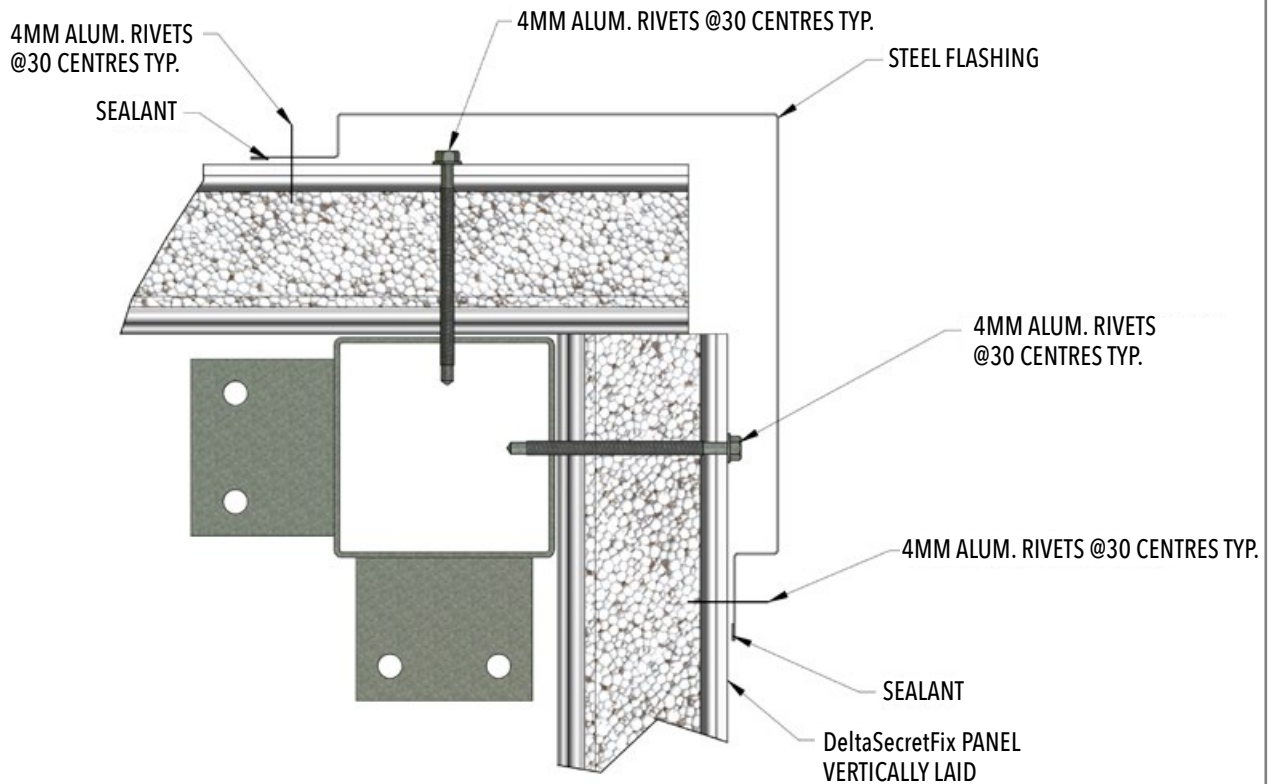 4MM ALUM. RIVETS @30 CENTRES TYP.
4MM ALUM. RIVETS
@30 CENTRES TYP.
STEEL FLASHING
SEALANT
4MM ALUM. RIVETS
@30 CENTRES TYP.
4MM ALUM. RIVETS @30 CENTRES TYP.
SEALANT
DeltaSecretFix PANEL
VERTICALLY LAID